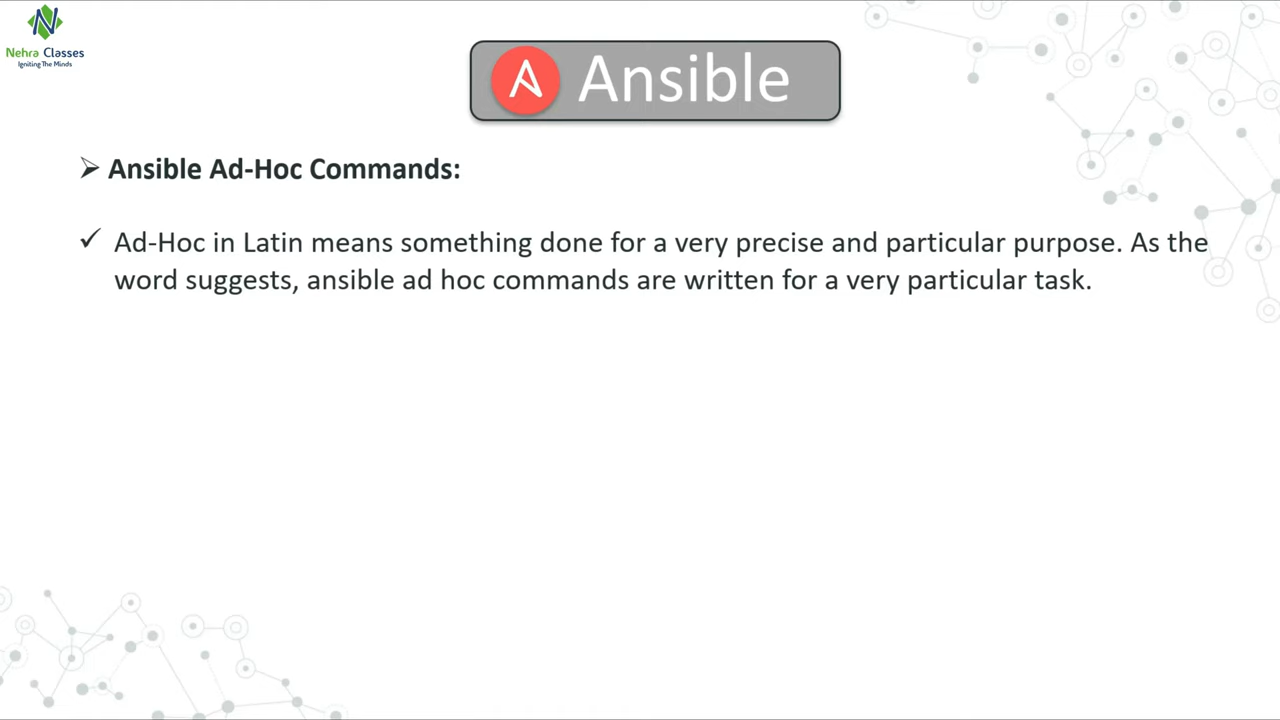 Nehra Classes
Igniting The Minds
Ansible
Ansible Ad-Hoc Commands:
Ad-Hoc in Latin means something done for a very precise and particular purpose. As the
word suggests, ansible ad hoc commands are written for a very particular task.